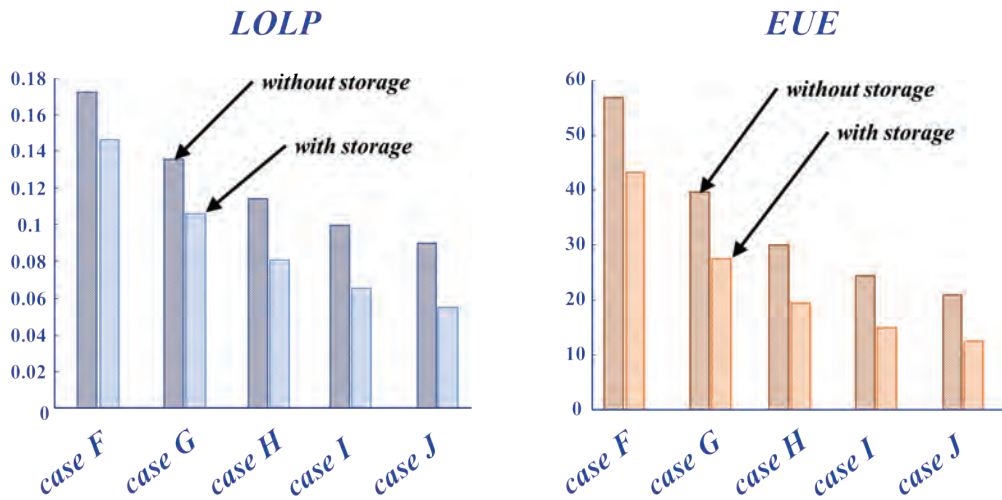 LOLP
0.18
0.16
0.14
0.12
0.1
0.08
0.06
0.04
0.02
0
without storage
with storage
case F
case G
case H
case I
case J
EUE
60
50
40
30
20
10
0
without storage
with storage
case F
case G
case H
case I
case J